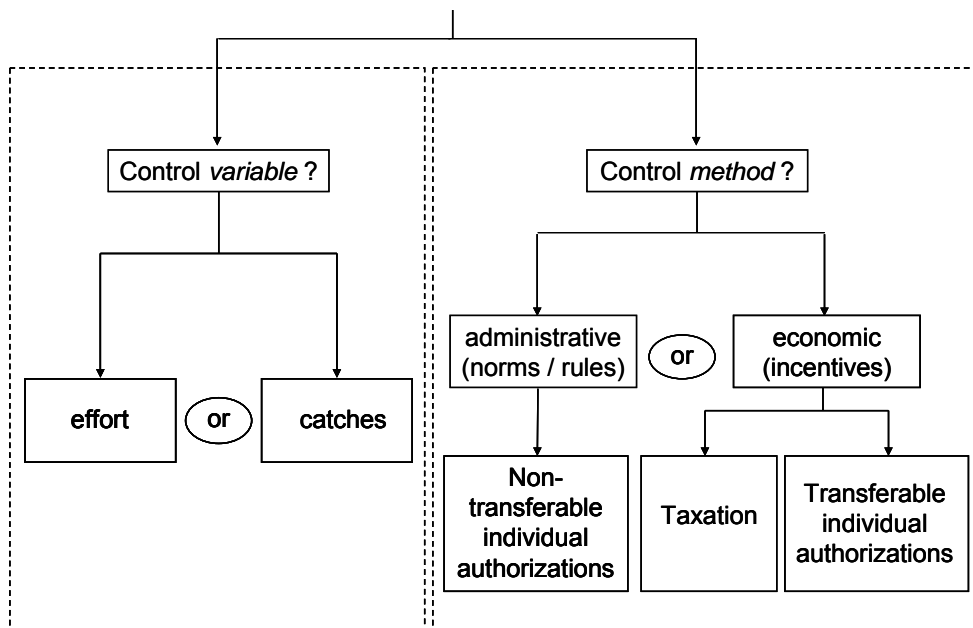 Control variable ?
effort
or
catches
Control method ?
administrative
(norms / rules)
or
economic
(incentives)
Non-
transferable
individual
authorizations
Taxation
Transferable
individual
authorizations